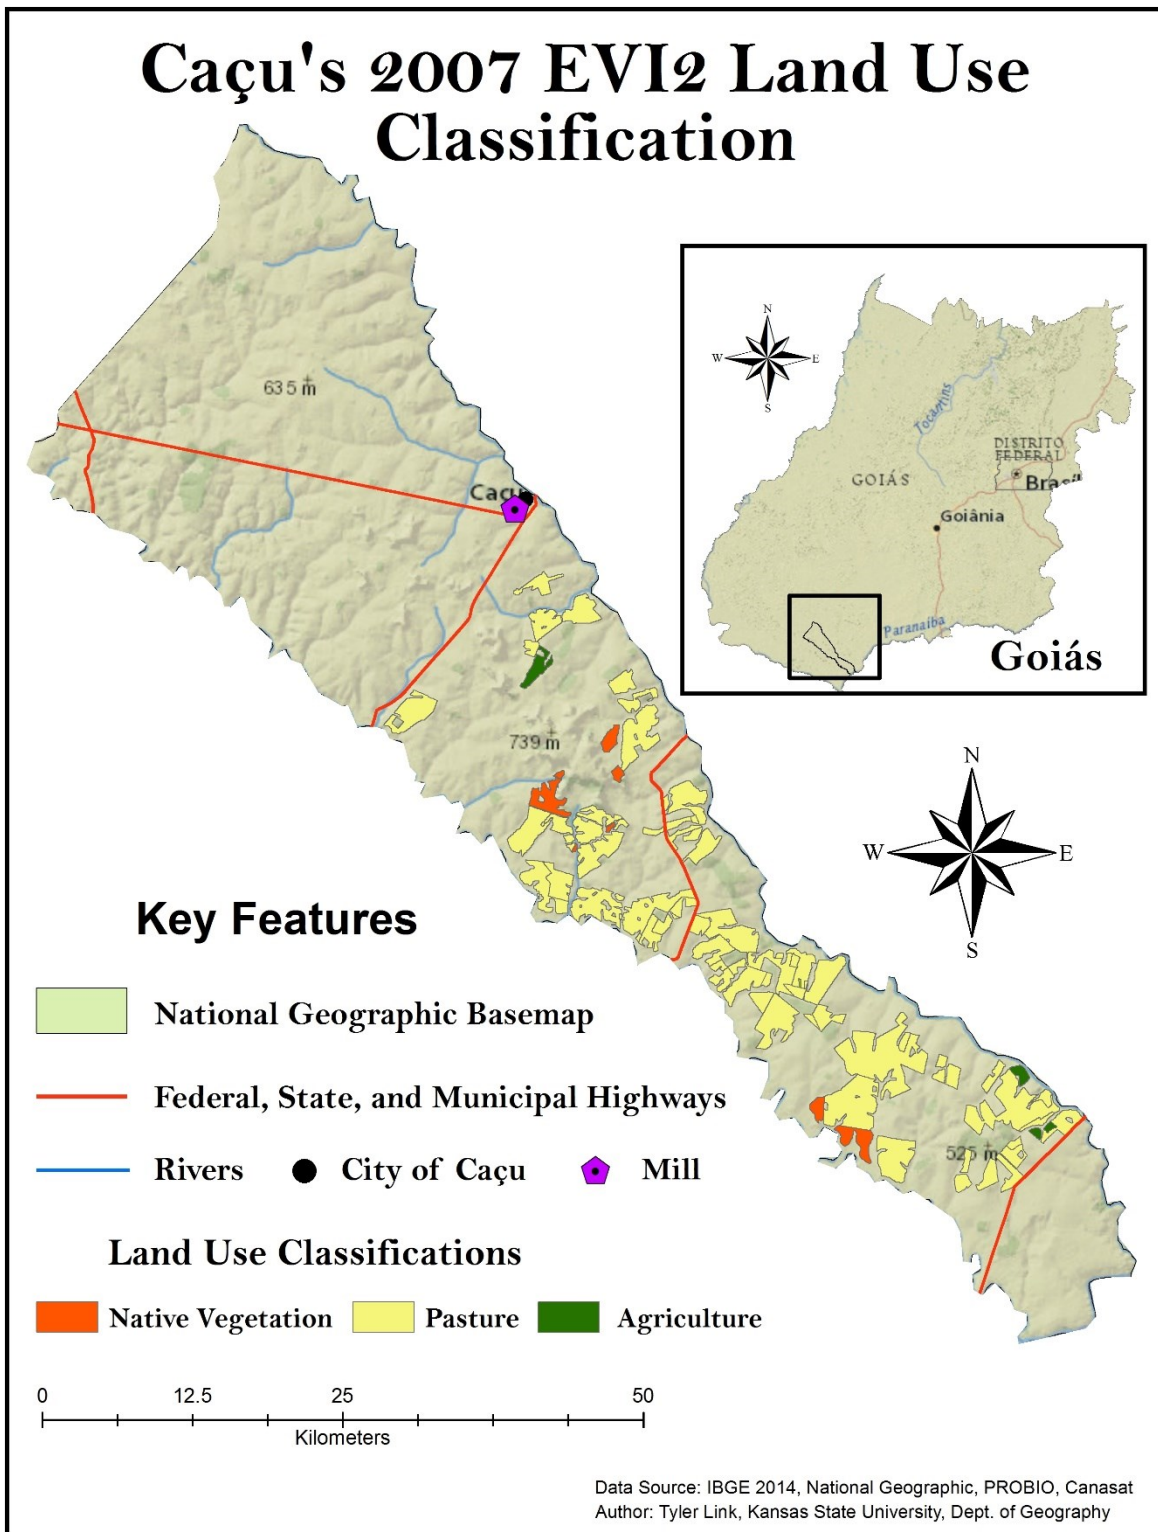 Caçu's 2007 EVI2 Land Use
Classification
635 m
Caçu
739 m
525 m
N
W
E
S
Tocantins
DISTRITO
FEDERAL
GOIÁS
Goiânia
Paranaíba
Goiás
N
W
E
S
Key Features
National Geographic Basemap
Federal, State, and Municipal Highways
Rivers
City of Caçu
Mill
Land Use Classifications
Native Vegetation
Pasture
Agriculture
0
12.5
25
50
Kilometers
Data Source: IBGE 2014, National Geographic, PROBIO, Canasat
Author: Tyler Link, Kansas State University, Dept. of Geography